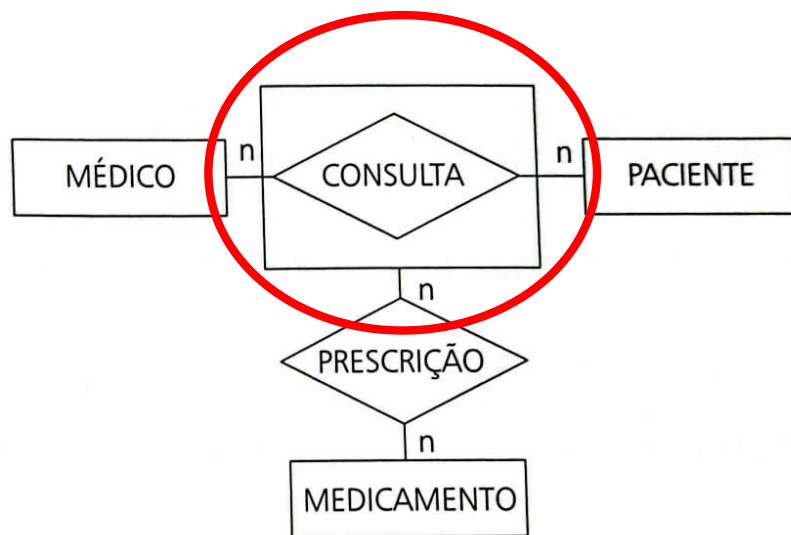 MÉDICO
n
CONSULTA
n
PACIENTE
n
PRESCRIÇÃO
n
MEDICAMENTO